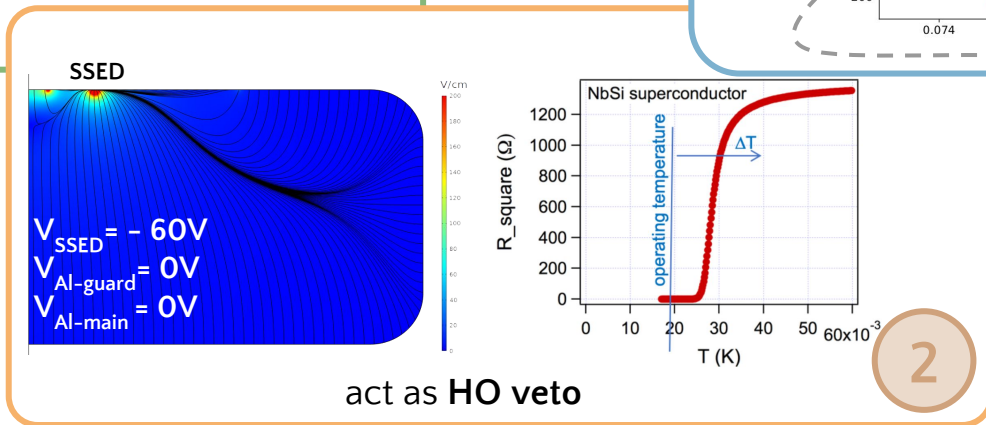 0.074
SSED
V/cm
200
180
160
140
120
100
80
60
40
20
0
V_SSED = – 60V
V_Al-guard = 0V
V_Al-main = 0V
NbSi superconductor
R_square (Ω)
1200
1000
800
600
400
200
0
operating temperature
ΔT
0 10 20 30 40 50 60x10⁻³
T (K)
act as HO veto
2